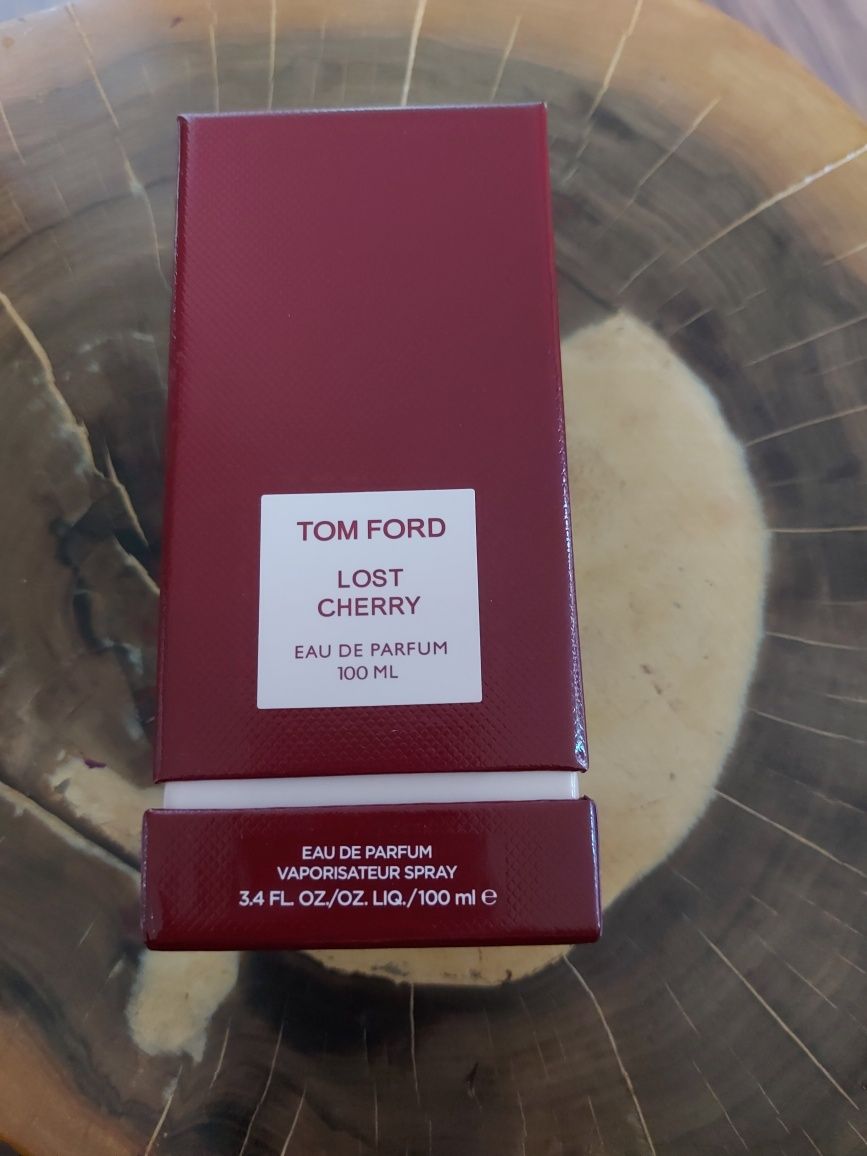 TOM FORD
LOST
CHERRY
EAU DE PARFUM
100 ML
EAU DE PARFUM
VAPORISATEUR SPRAY
3.4 FL. OZ./OZ. LIQ./100 ml ℮